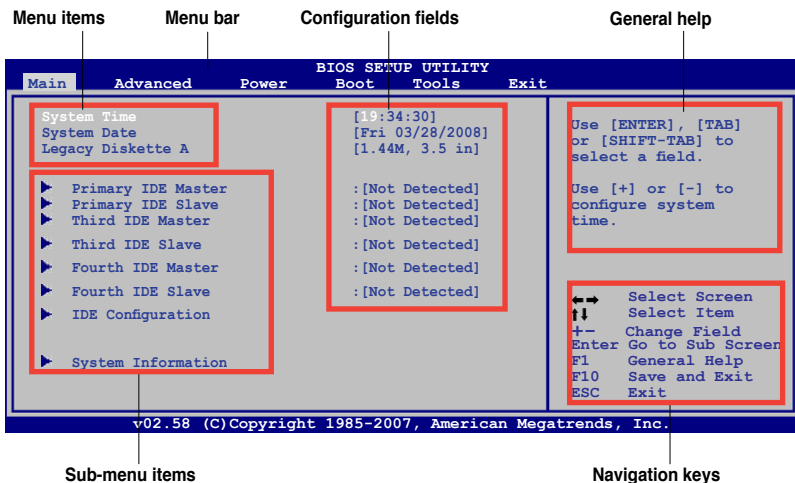 Menu items Menu bar Configuration fields General help
BIOS SETUP UTILITY
Main Advanced Power Boot Tools Exit
System Time [19:34:30]
System Date [Fri 03/28/2008]
Legacy Diskette A [1.44M, 3.5 in]
Primary IDE Master :[Not Detected]
Primary IDE Slave :[Not Detected]
Third IDE Master :[Not Detected]
Third IDE Slave :[Not Detected]
Fourth IDE Master :[Not Detected]
Fourth IDE Slave :[Not Detected]
IDE Configuration
System Information
Use [ENTER], [TAB]
or [SHIFT-TAB] to
select a field.
Use [+] or [-] to
configure system
time.
←→ Select Screen
↑↓ Select Item
+- Change Field
Enter Go to Sub Screen
F1 General Help
F10 Save and Exit
ESC Exit
v02.58 (C)Copyright 1985-2007, American Megatrends, Inc.
Sub-menu items Navigation keys